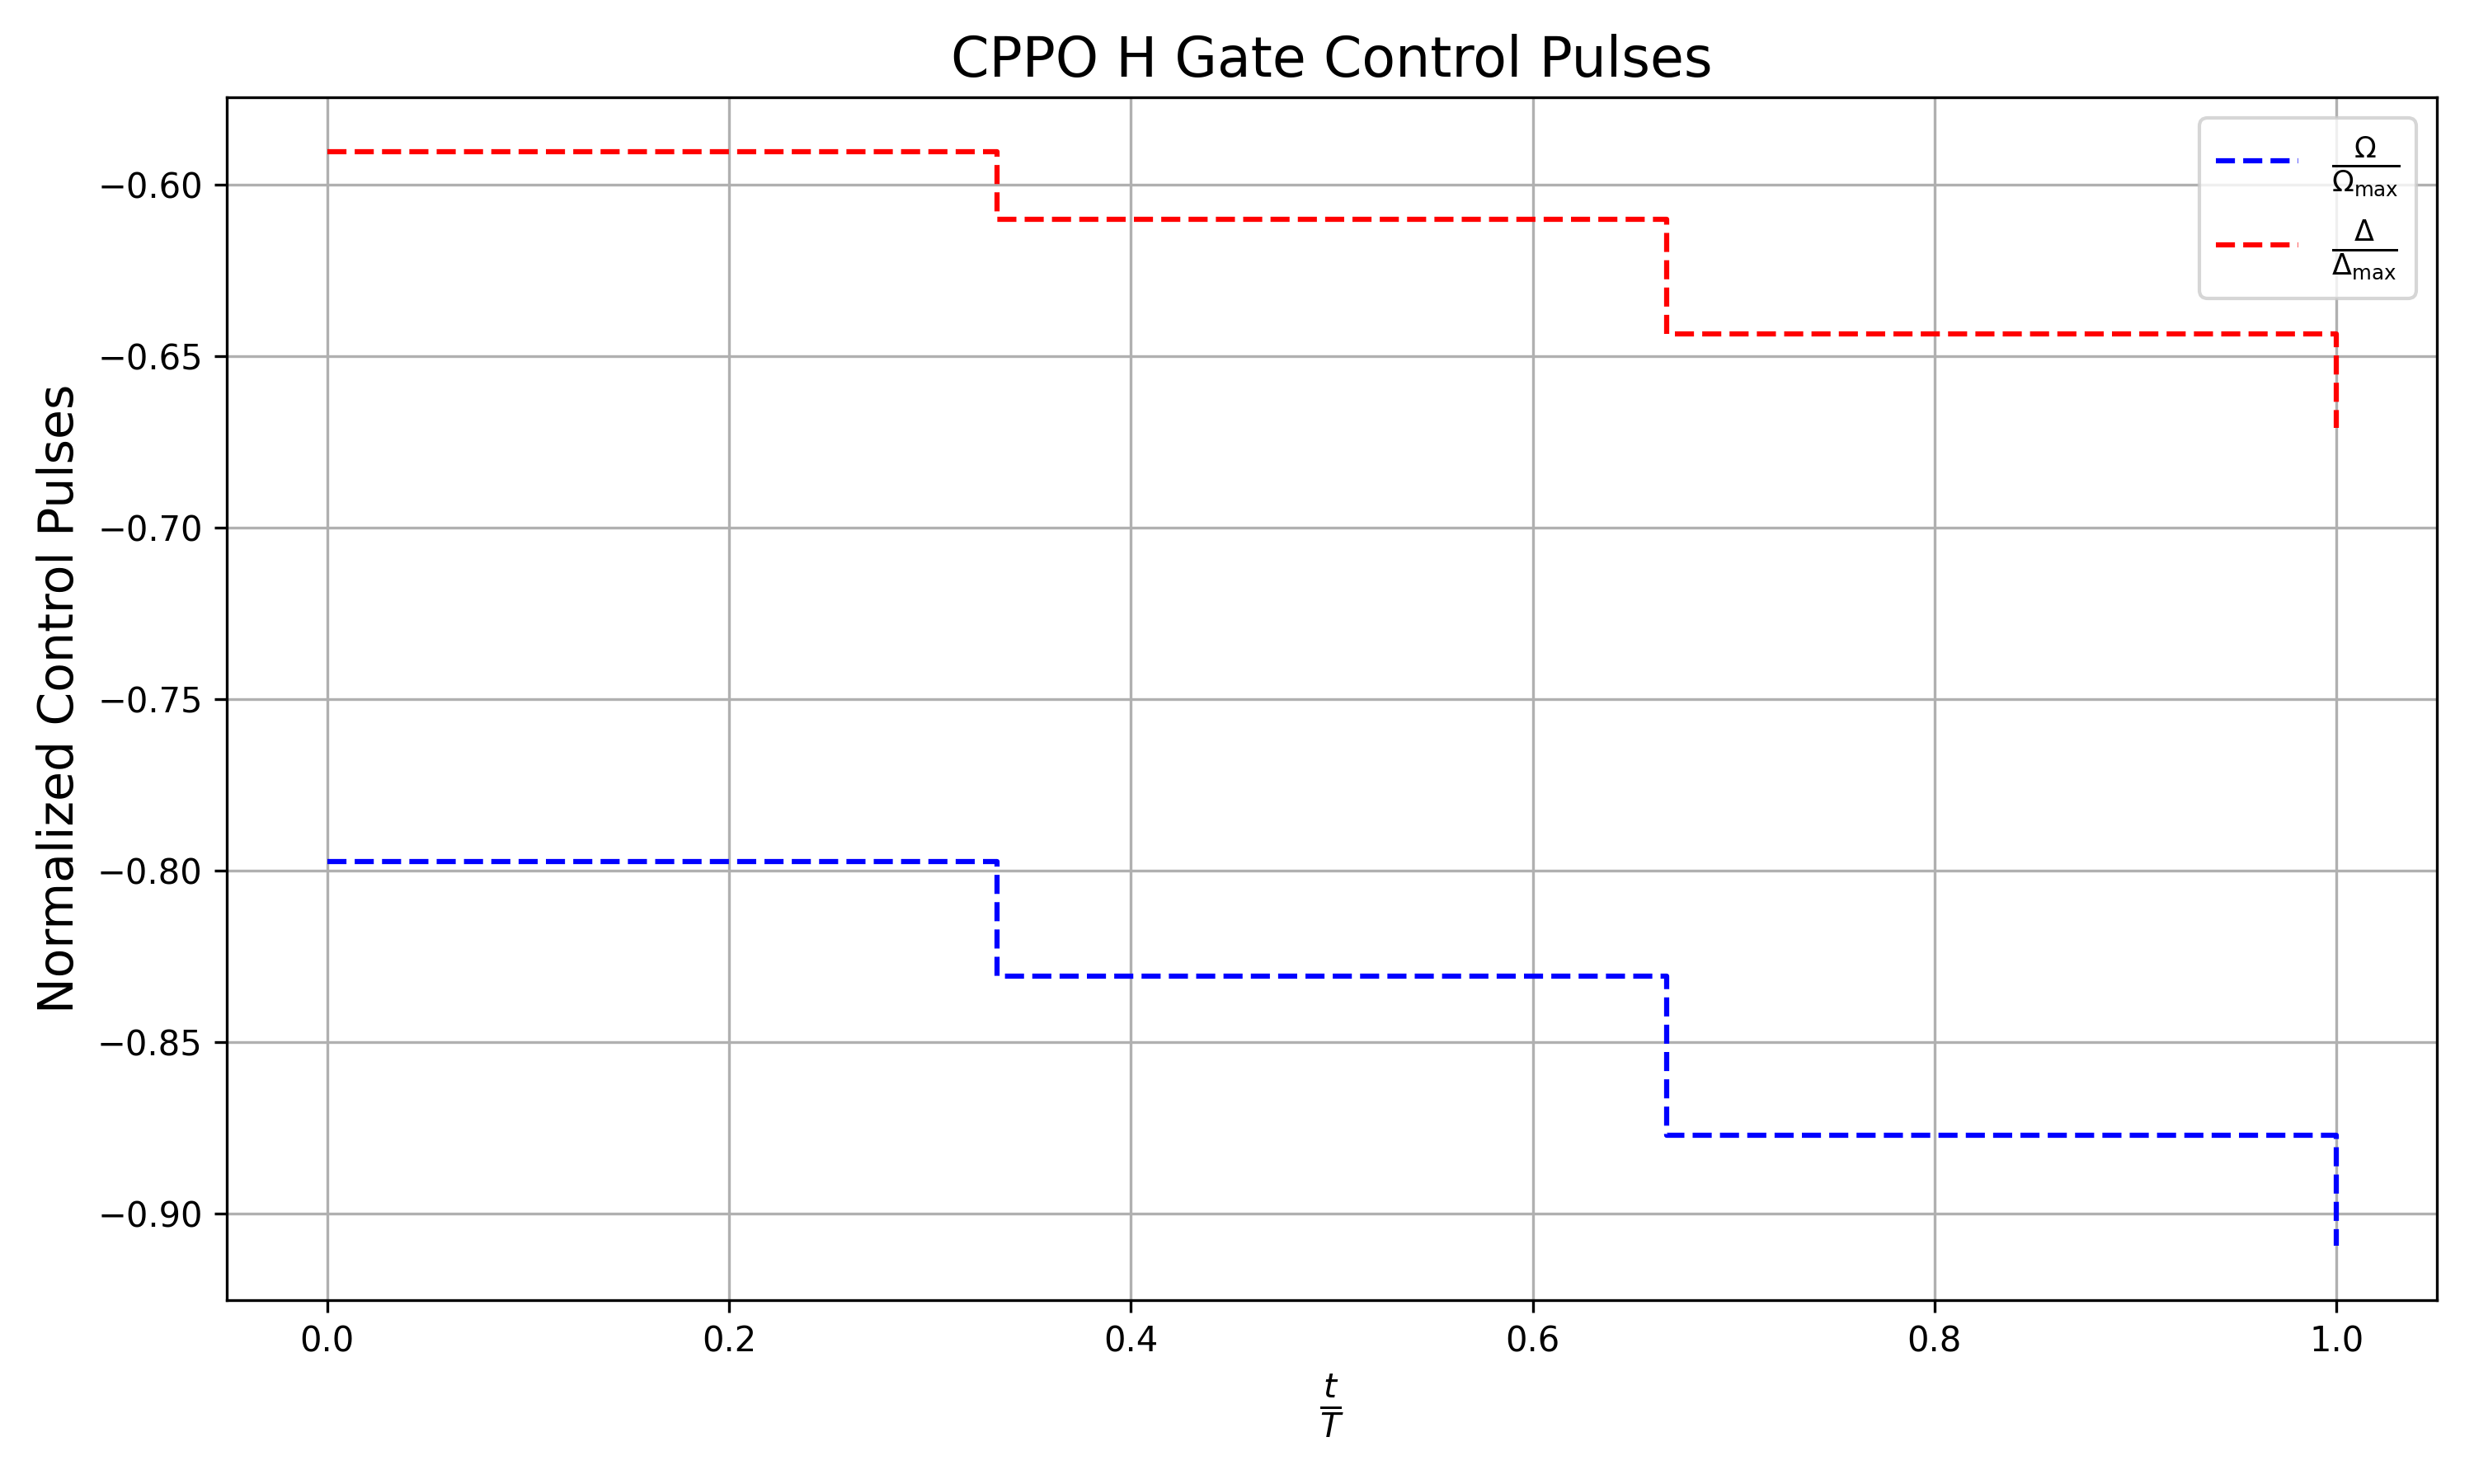 CPPO H Gate Control Pulses
Normalized Control Pulses
−0.60
−0.65
−0.70
−0.75
−0.80
−0.85
−0.90
0.0 0.2 0.4 0.6 0.8 1.0
t
T
Ω
Ωmax
Δ
Δmax